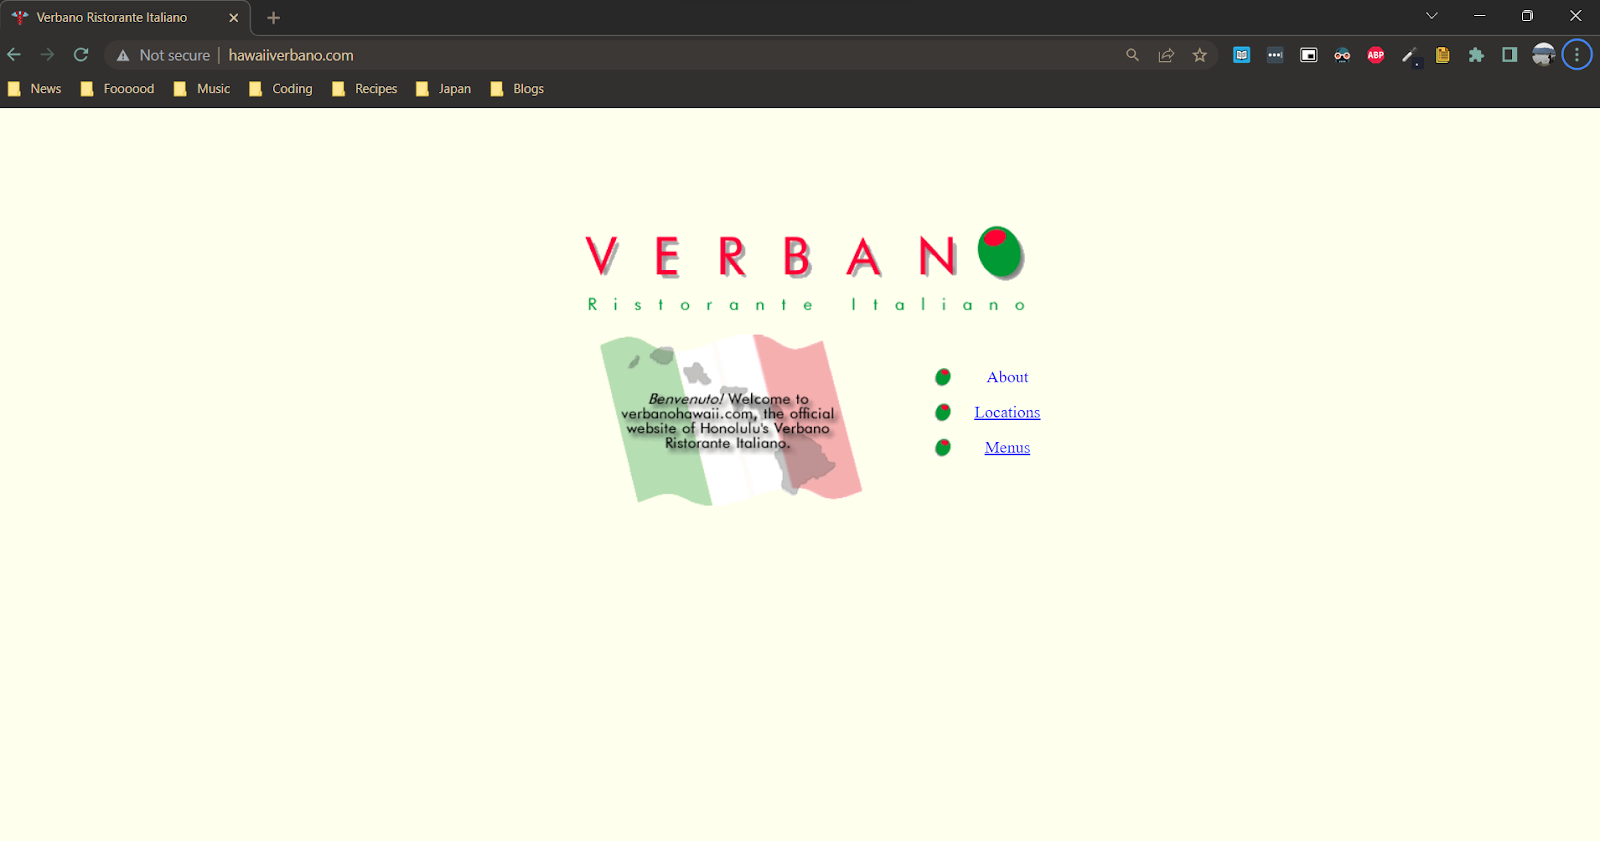 Verbano Ristorante Italiano
Not secure | hawaiiverbano.com
ABP
News Foooood Music Coding Recipes Japan Blogs
VERBANO
Ristorante Italiano
Benvenuto! Welcome to
verbanohawaii.com, the official
website of Honolulu's Verbano
Ristorante Italiano.
About
Locations
Menus